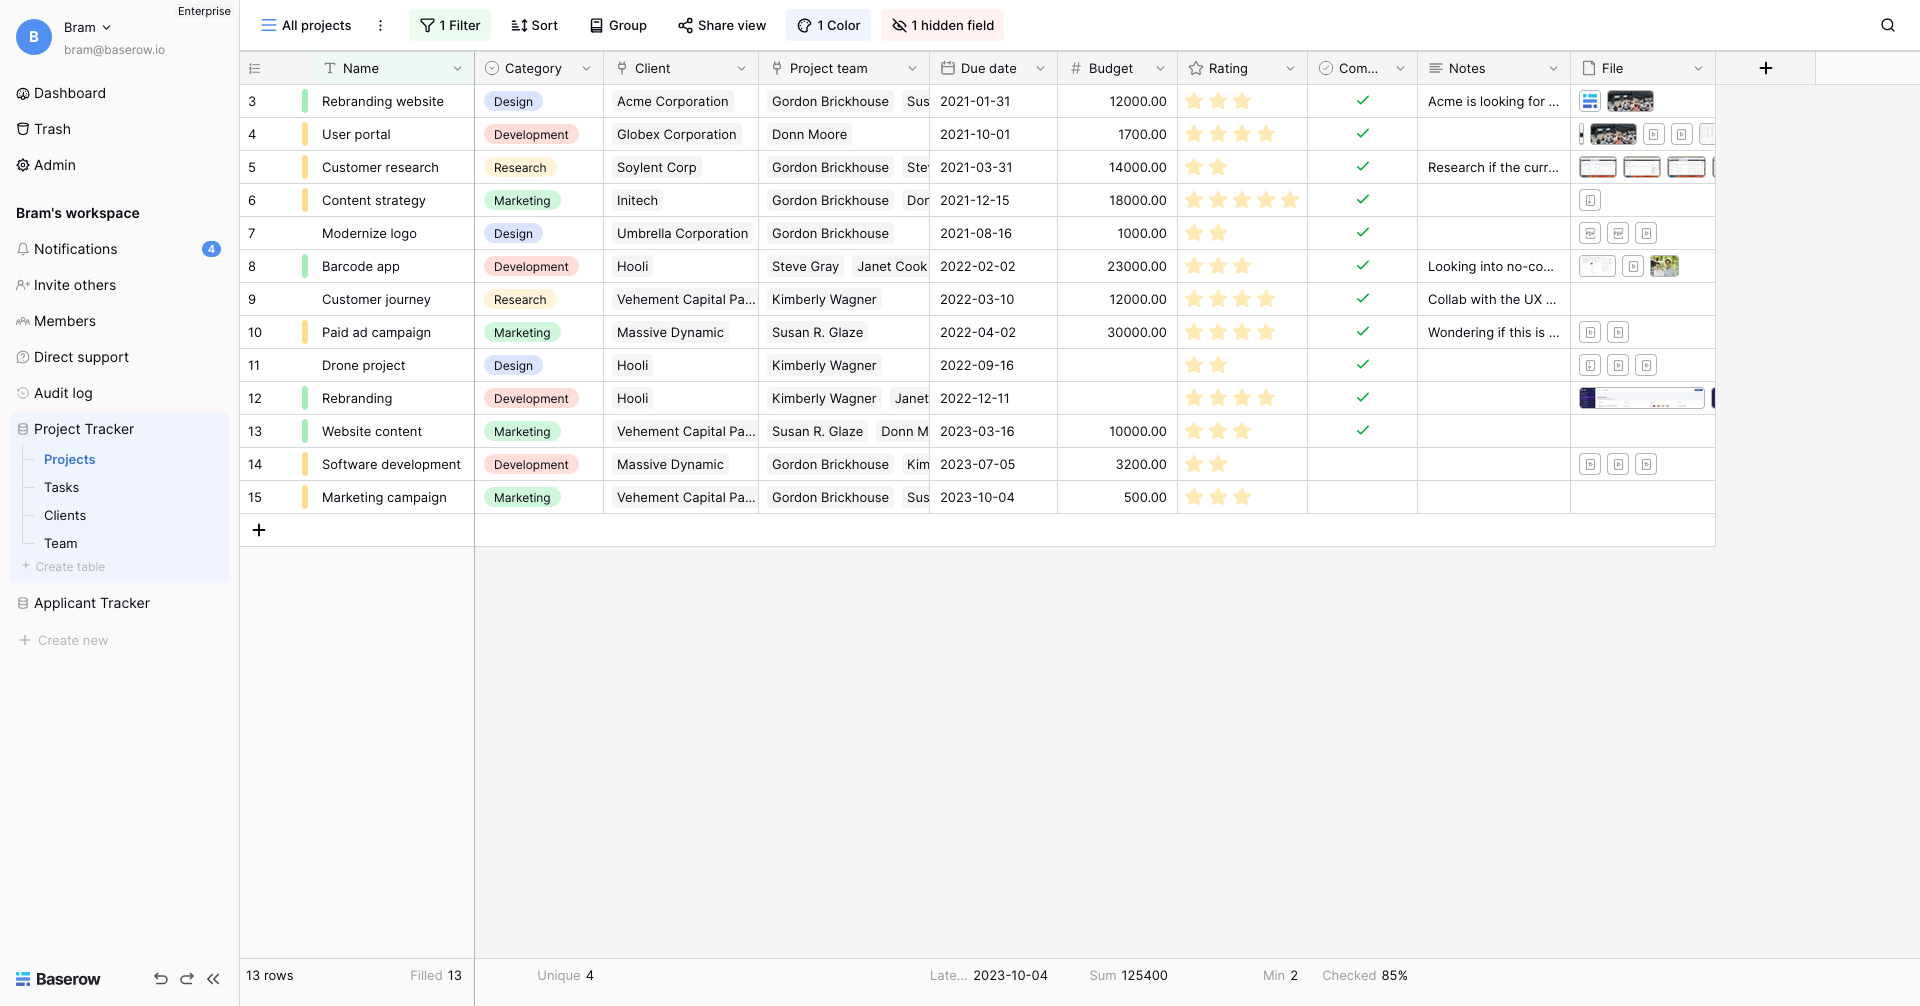 Enterprise
B
Bram
bram@baserow.io
Dashboard
Trash
Admin
Bram's workspace
Notifications 4
Invite others
Members
Direct support
Audit log
Project Tracker
Projects
Tasks
Clients
Team
+ Create table
Applicant Tracker
+ Create new
Baserow
All projects 1 Filter Sort Group Share view 1 Color 1 hidden field
Name Category Client Project team Due date # Budget Rating Com... Notes File +
3 Rebranding website Design Acme Corporation Gordon Brickhouse Sus 2021-01-31 12000.00 Acme is looking for ...
4 User portal Development Globex Corporation Donn Moore 2021-10-01 1700.00
5 Customer research Research Soylent Corp Gordon Brickhouse Ste 2021-03-31 14000.00 Research if the curr...
6 Content strategy Marketing Initech Gordon Brickhouse Don 2021-12-15 18000.00
7 Modernize logo Design Umbrella Corporation Gordon Brickhouse 2021-08-16 1000.00
8 Barcode app Development Hooli Steve Gray Janet Cook 2022-02-02 23000.00 Looking into no-co...
9 Customer journey Research Vehement Capital Pa... Kimberly Wagner 2022-03-10 12000.00 Collab with the UX ...
10 Paid ad campaign Marketing Massive Dynamic Susan R. Glaze 2022-04-02 30000.00 Wondering if this is ...
11 Drone project Design Hooli Kimberly Wagner 2022-09-16
12 Rebranding Development Hooli Kimberly Wagner Janet 2022-12-11
13 Website content Marketing Vehement Capital Pa... Susan R. Glaze Donn M 2023-03-16 10000.00
14 Software development Development Massive Dynamic Gordon Brickhouse Kim 2023-07-05 3200.00
15 Marketing campaign Marketing Vehement Capital Pa... Gordon Brickhouse Sus 2023-10-04 500.00
+
13 rows Filled 13 Unique 4 Late... 2023-10-04 Sum 125400 Min 2 Checked 85%